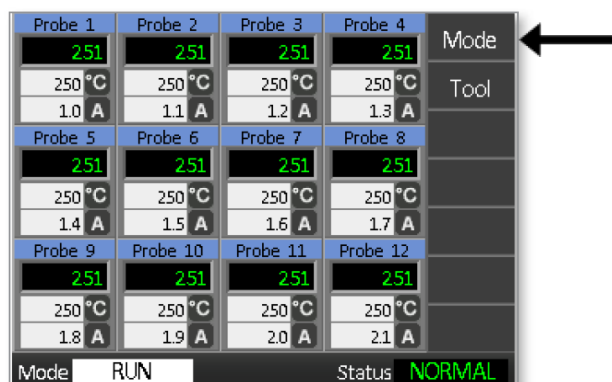 Probe 1 Probe 2 Probe 3 Probe 4 Mode
251 251 251 251
250 °C 250 °C 250 °C 250 °C Tool
1.0 A 1.1 A 1.2 A 1.3 A
Probe 5 Probe 6 Probe 7 Probe 8
251 251 251 251
250 °C 250 °C 250 °C 250 °C
1.4 A 1.5 A 1.6 A 1.7 A
Probe 9 Probe 10 Probe 11 Probe 12
251 251 251 251
250 °C 250 °C 250 °C 250 °C
1.8 A 1.9 A 2.0 A 2.1 A
Mode RUN Status NORMAL